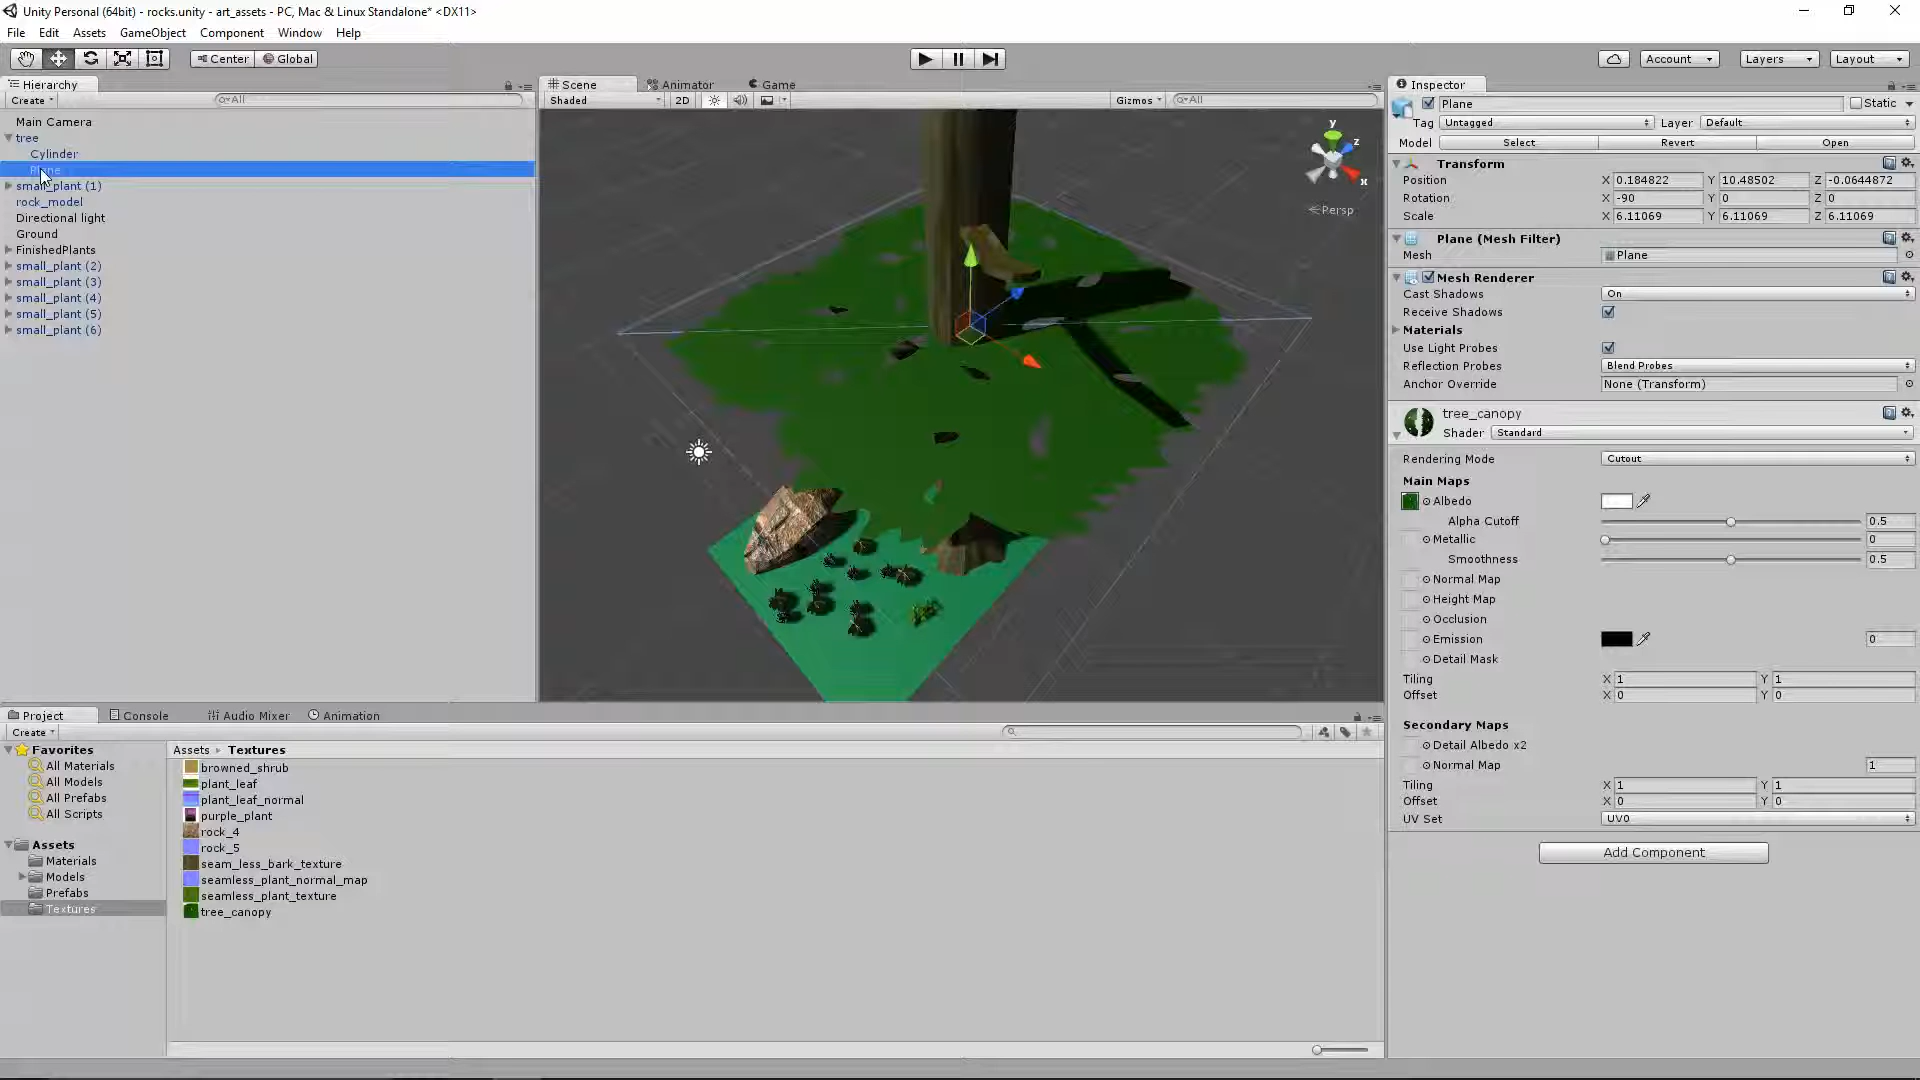 Unity Personal (64bit) - rocks.unity - art_assets - PC, Mac & Linux Standalone* <DX11>
File Edit Assets GameObject Component Window Help
Center Global Account Layers Layout
Hierarchy
Create All
Main Camera
tree
Cylinder
Plane
small_plant (1)
rock_model
Directional light
Ground
FinishedPlants
small_plant (2)
small_plant (3)
small_plant (4)
small_plant (5)
small_plant (6)
Scene Animator Game
Shaded 2D Gizmos All
y
z
x
Persp
Inspector
Plane Static
Tag Untagged Layer Default
Model Select Revert Open
Transform
Position X 0.184822 Y 10.48502 Z -0.0644872
Rotation X -90 Y 0 Z 0
Scale X 6.11069 Y 6.11069 Z 6.11069
Plane (Mesh Filter)
Mesh Plane
Mesh Renderer
Cast Shadows On
Receive Shadows
Materials
Use Light Probes
Reflection Probes Blend Probes
Anchor Override None (Transform)
tree_canopy
Shader Standard
Rendering Mode Cutout
Main Maps
Albedo
Alpha Cutoff 0.5
Metallic 0
Smoothness 0.5
Normal Map
Height Map
Occlusion
Emission 0
Detail Mask
Tiling X 1 Y 1
Offset X 0 Y 0
Secondary Maps
Detail Albedo x2
Normal Map 1
Tiling X 1 Y 1
Offset X 0 Y 0
UV Set UV0
Add Component
Project Console Audio Mixer Animation
Create
Favorites
All Materials
All Models
All Prefabs
All Scripts
Assets
Materials
Models
Prefabs
Textures
Assets Textures
browned_shrub
plant_leaf
plant_leaf_normal
purple_plant
rock_4
rock_5
seam_less_bark_texture
seamless_plant_normal_map
seamless_plant_texture
tree_canopy